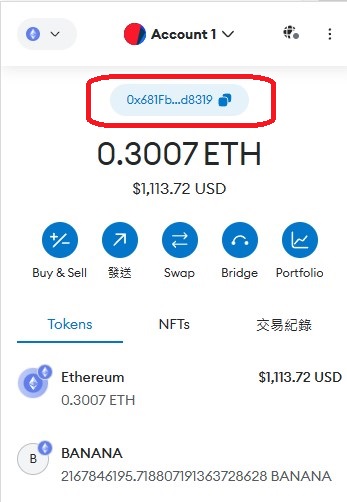 Account 1
0x681Fb...d8319
0.3007 ETH
$1,113.72 USD
Buy & Sell 發送 Swap Bridge Portfolio
Tokens NFTs 交易紀錄
Ethereum $1,113.72 USD
0.3007 ETH
B BANANA
2167846195.718807191363728628 BANANA